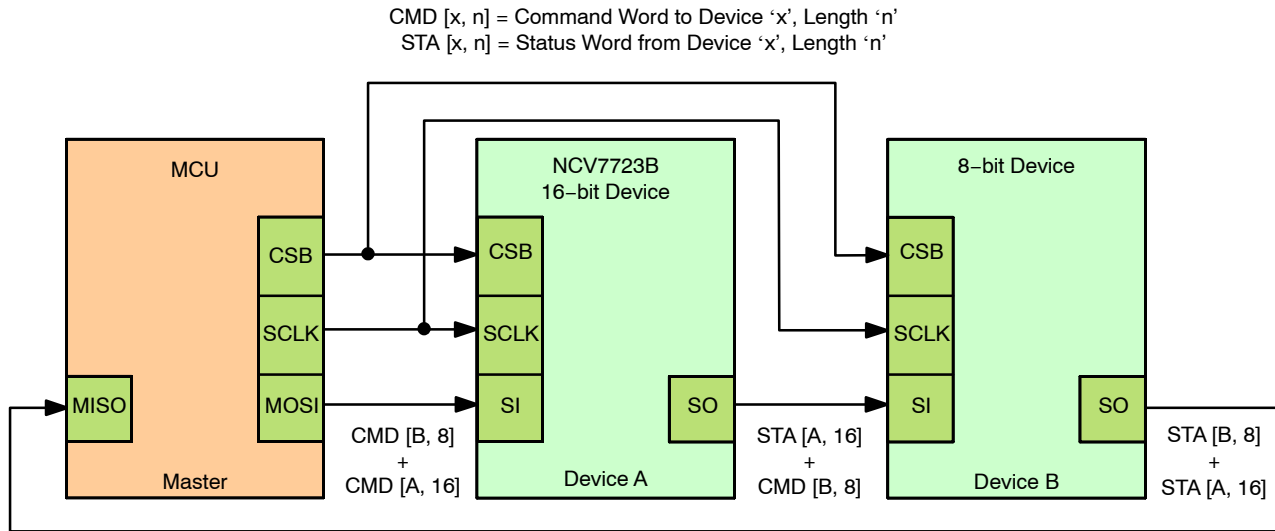 CMD [x, n] = Command Word to Device ‘x’, Length ‘n’
STA [x, n] = Status Word from Device ‘x’, Length ‘n’
MCU
CSB
SCLK
MISO
MOSI
Master
CMD [B, 8]
+
CMD [A, 16]
NCV7723B
16−bit Device
CSB
SCLK
SI
SO
Device A
STA [A, 16]
+
CMD [B, 8]
8−bit Device
CSB
SCLK
SI
SO
Device B
STA [B, 8]
+
STA [A, 16]